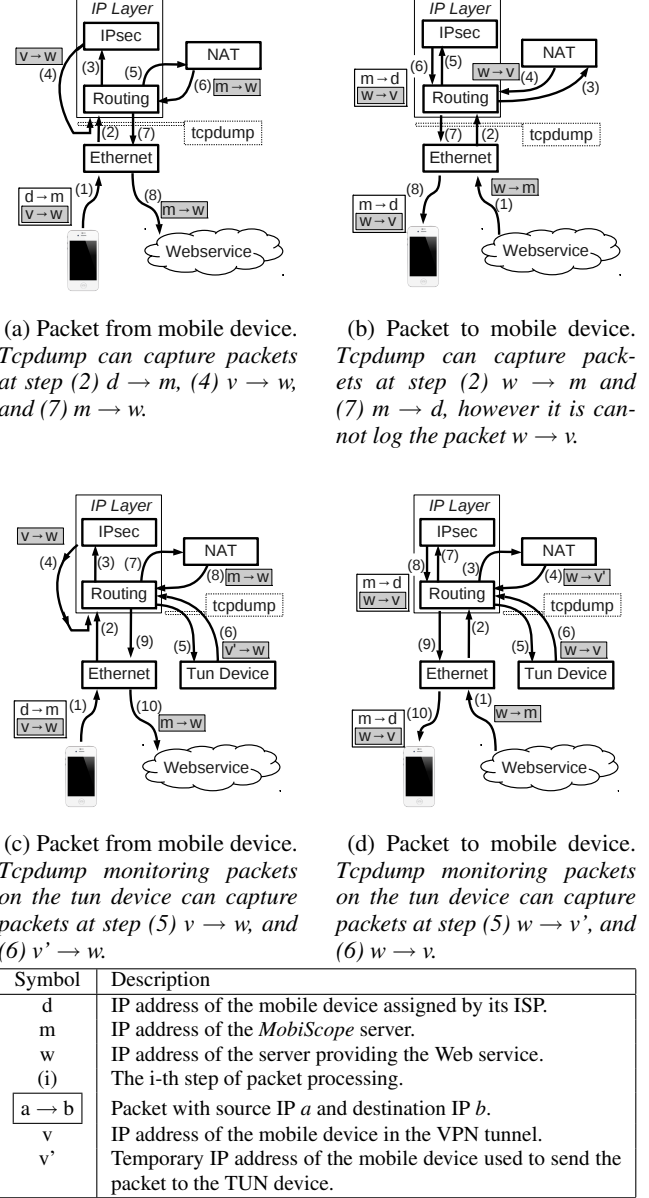 IP Layer
IPsec
NAT
v→w
(4)
(3)
(5)
(6) m→w
Routing
(2)
(7)
tcpdump
Ethernet
(1)
(8)
d→m
v→w
m→w
Webservice
(a) Packet from mobile device.
Tcpdump can capture packets
at step (2) d → m, (4) v → w,
and (7) m → w.
IP Layer
IPsec
NAT
(6)
(5)
w→v (4)
(3)
m→d
w→v
Routing
(7)
(2)
tcpdump
Ethernet
(8)
w→m
(1)
m→d
w→v
Webservice
(b) Packet to mobile device.
Tcpdump can capture pack-
ets at step (2) w → m and
(7) m → d, however it is can-
not log the packet w → v.
IP Layer
v→w
IPsec
NAT
(4)
(3)
(7)
(8) m→w
Routing
tcpdump
(2)
(9)
(5)
(6)
v'→w
Ethernet
Tun Device
d→m
v→w
(1)
(10)
m→w
Webservice
(c) Packet from mobile device.
Tcpdump monitoring packets
on the tun device can capture
packets at step (5) v → w, and
(6) v’ → w.
IP Layer
IPsec
NAT
(8)
(7)
(3)
(4) w→v'
m→d
w→v
Routing
tcpdump
(9)
(2)
(5)
(6)
w→v
Ethernet
Tun Device
(1)
w→m
(10)
m→d
w→v
Webservice
(d) Packet to mobile device.
Tcpdump monitoring packets
on the tun device can capture
packets at step (5) w → v’, and
(6) w → v.
Symbol Description
d IP address of the mobile device assigned by its ISP.
m IP address of the MobiScope server.
w IP address of the server providing the Web service.
(i) The i-th step of packet processing.
a → b Packet with source IP a and destination IP b.
v IP address of the mobile device in the VPN tunnel.
v’ Temporary IP address of the mobile device used to send the
packet to the TUN device.